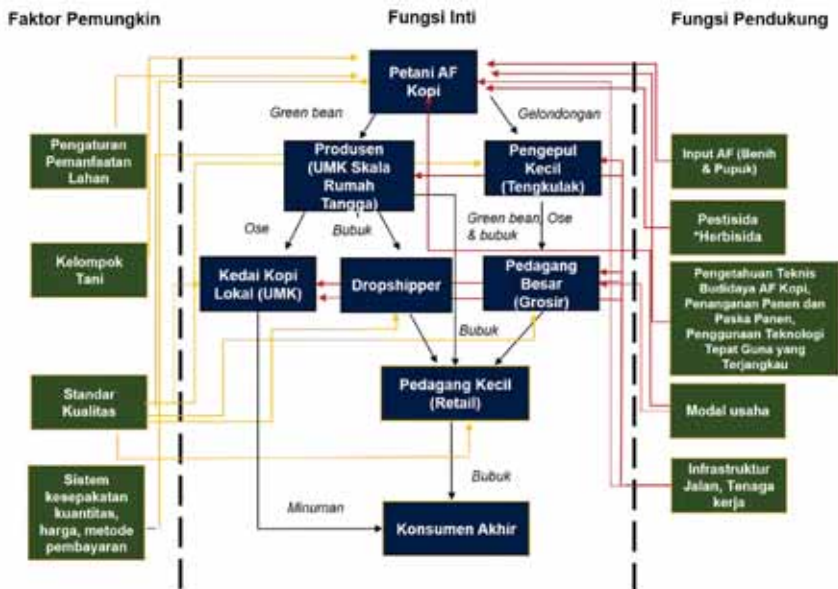 Faktor Pemungkin
Fungsi Inti
Fungsi Pendukung
Petani AF
Kopi
Green bean
Gelondongan
Pengaturan
Pemanfaatan
Lahan
Produsen
(UMK Skala
Rumah
Tangga)
Pengepul
Kecil
(Tengkulak)
Input AF (Benih
& Pupuk)
Ose
Bubuk
Green bean, Ose
& bubuk
Pestisida
*Herbisida
Kelompok
Tani
Kedai Kopi
Lokal (UMK)
Dropshipper
Pedagang
Besar
(Grosir)
Pengetahuan Teknis
Budidaya AF Kopi,
Penanganan Panen dan
Paska Panen,
Penggunaan Teknologi
Tepat Guna yang
Terjangkau
Bubuk
Standar
Kualitas
Pedagang Kecil
(Retail)
Modal usaha
Sistem
kesepakatan
kuantitas,
harga, metode
pembayaran
Bubuk
Infrastruktur
Jalan, Tenaga
kerja
Minuman
Konsumen Akhir